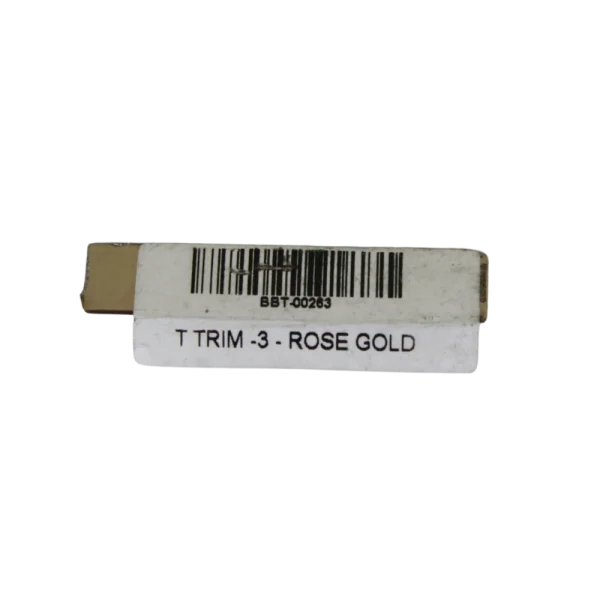 BBT-00263
T TRIM -3 - ROSE GOLD